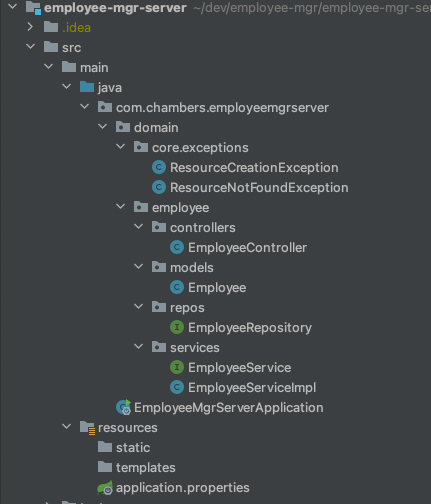 employee-mgr-server ~/dev/employee-mgr/employee-mgr-se
.idea
src
main
java
com.chambers.employeemgrserver
domain
core.exceptions
C ResourceCreationException
C ResourceNotFoundException
employee
controllers
C EmployeeController
models
C Employee
repos
I EmployeeRepository
services
I EmployeeService
C EmployeeServiceImpl
EmployeeMgrServerApplication
resources
static
templates
application.properties